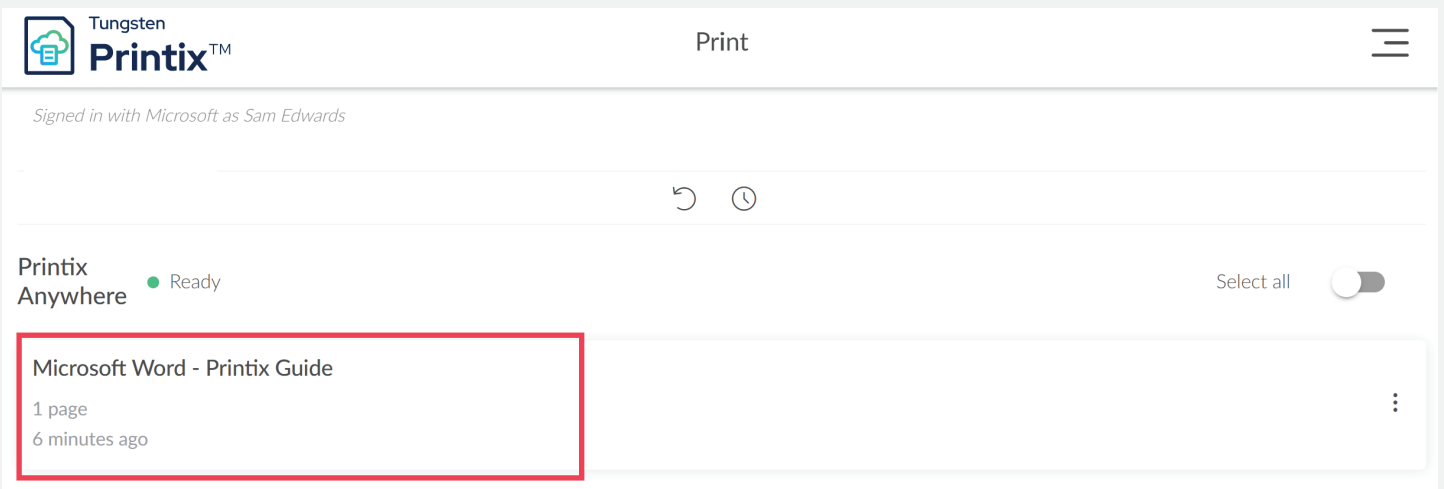 Tungsten
Printix™
Print
Signed in with Microsoft as Sam Edwards
Printix
Anywhere
Ready
Select all
Microsoft Word - Printix Guide
1 page
6 minutes ago